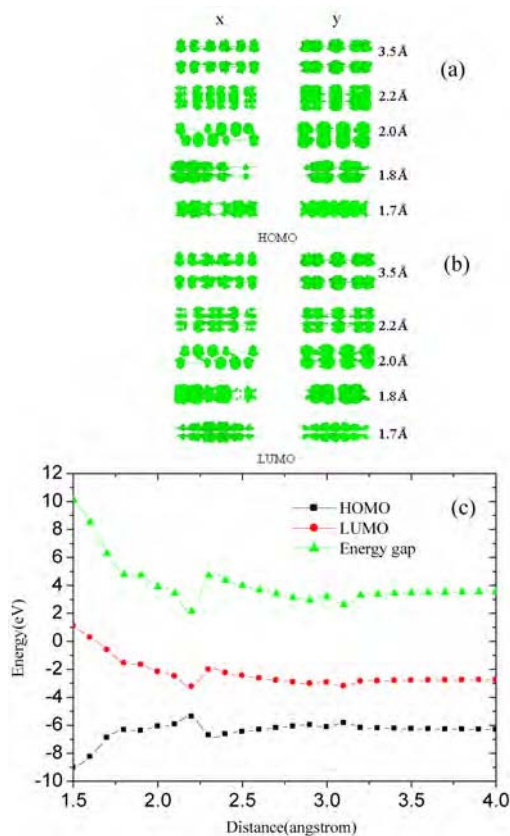 x y
3.5Å
(a)
2.2Å
2.0Å
1.8Å
1.7Å
HOMO
(b)
3.5Å
2.2Å
2.0Å
1.8Å
1.7Å
LUMO
(c)
HOMO
LUMO
Energy gap
12
10
8
6
4
2
0
-2
-4
-6
-8
-10
Energy(eV)
1.5 2.0 2.5 3.0 3.5 4.0
Distance(angstrom)